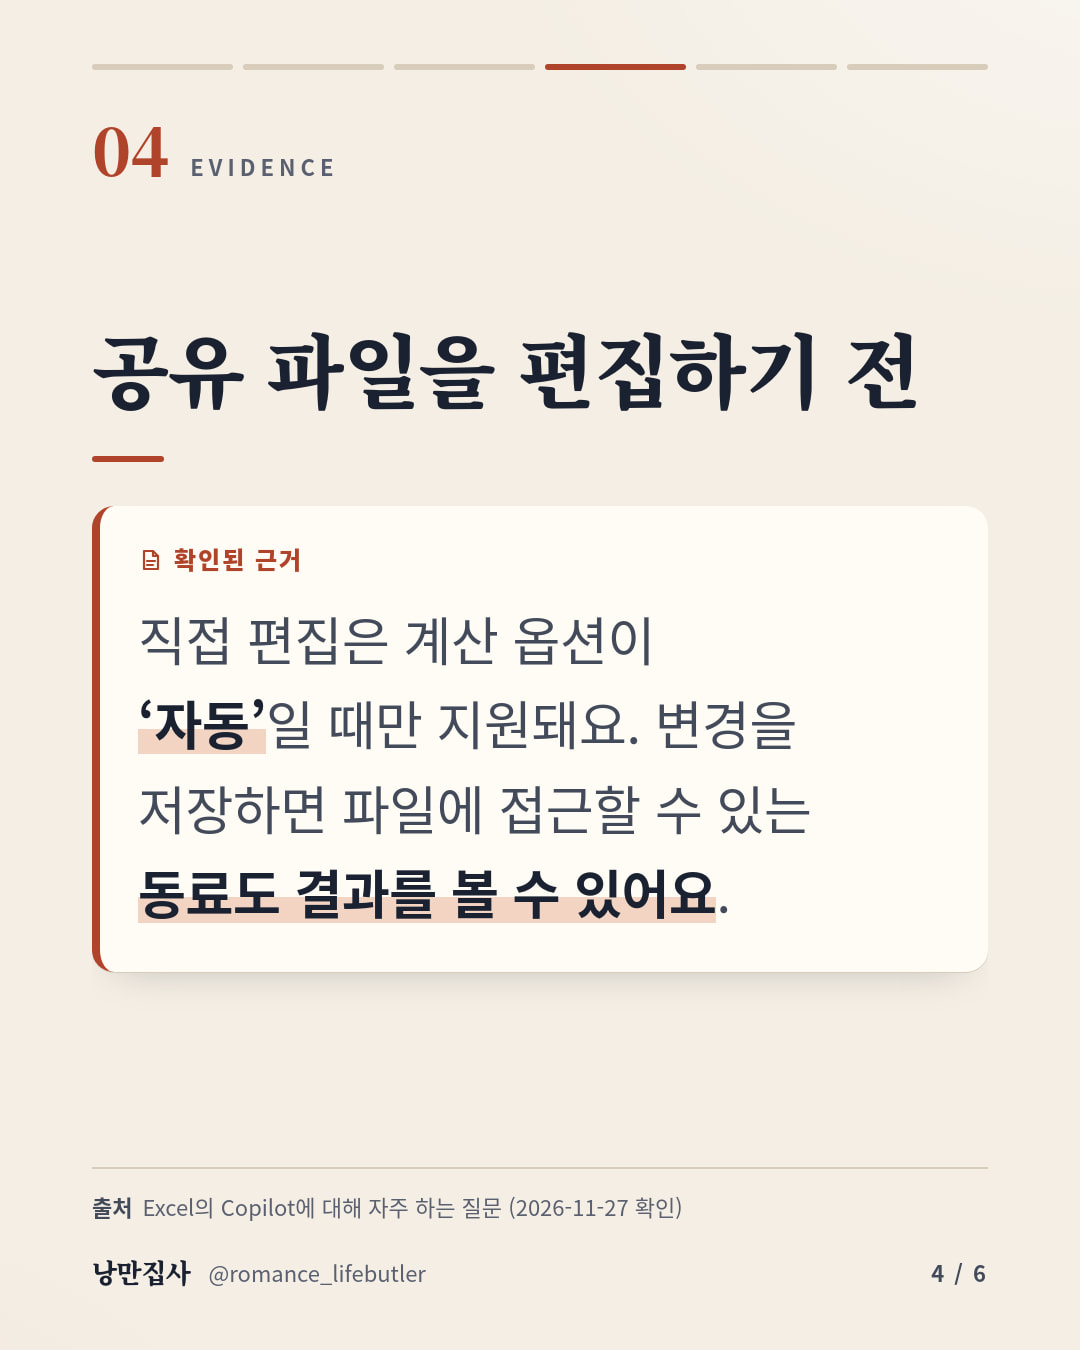 04 EVIDENCE
공유 파일을 편집하기 전
확인된 근거
직접 편집은 계산 옵션이
‘자동’일 때만 지원돼요. 변경을
저장하면 파일에 접근할 수 있는
동료도 결과를 볼 수 있어요.
출처 Excel의 Copilot에 대해 자주 하는 질문 (2026-11-27 확인)
낭만집사 @romance_lifebutler
4 / 6